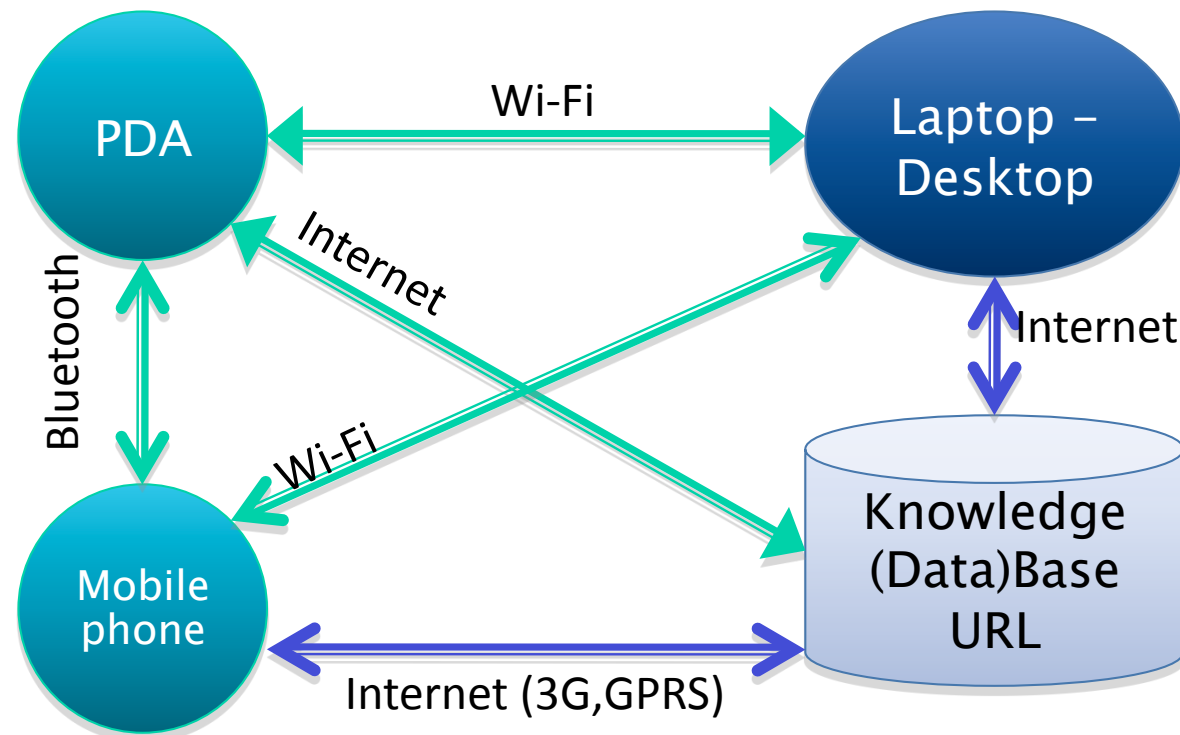 Wi-Fi
PDA
Laptop –
Desktop
Internet
Bluetooth
Internet
Wi-Fi
Knowledge
(Data)Base
URL
Mobile
phone
Internet (3G,GPRS)